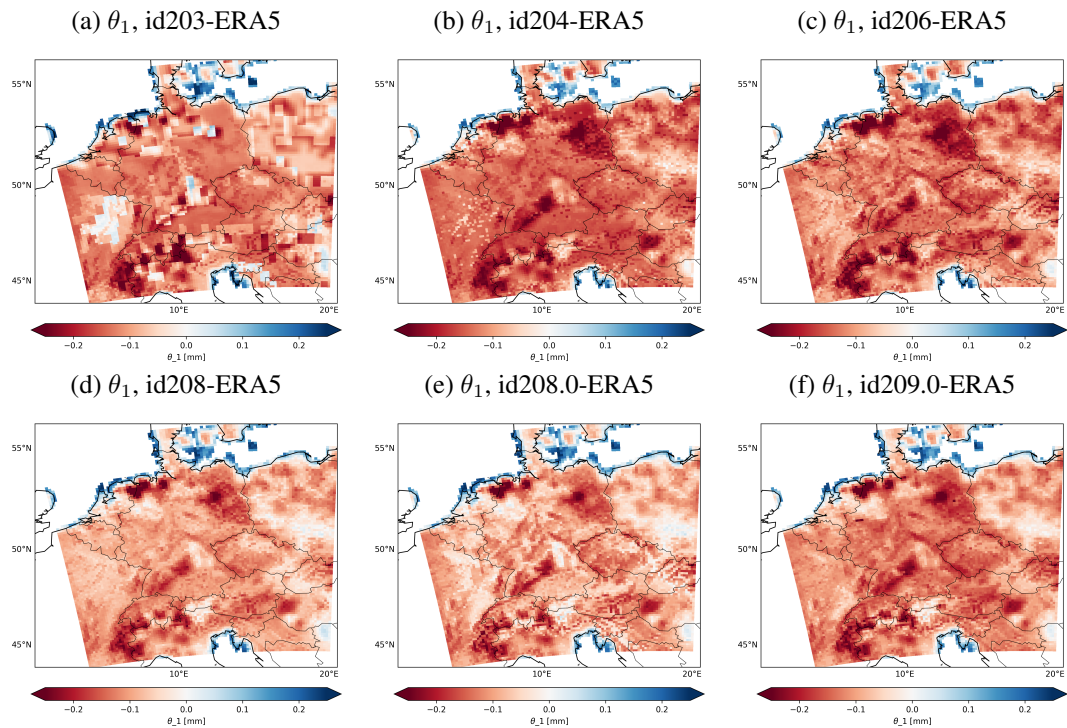 (a) θ₁, id203-ERA5
(b) θ₁, id204-ERA5
(c) θ₁, id206-ERA5
55°N
50°N
45°N
10°E
20°E
−0.2 −0.1 0.0 0.1 0.2
θ_1 [mm]
55°N
50°N
45°N
10°E
20°E
−0.2 −0.1 0.0 0.1 0.2
θ_1 [mm]
55°N
50°N
45°N
10°E
20°E
−0.2 −0.1 0.0 0.1 0.2
θ_1 [mm]
(d) θ₁, id208-ERA5
(e) θ₁, id208.0-ERA5
(f) θ₁, id209.0-ERA5
55°N
50°N
45°N
10°E
20°E
−0.2 −0.1 0.0 0.1 0.2
θ_1 [mm]
55°N
50°N
45°N
10°E
20°E
−0.2 −0.1 0.0 0.1 0.2
θ_1 [mm]
55°N
50°N
45°N
10°E
20°E
−0.2 −0.1 0.0 0.1 0.2
θ_1 [mm]